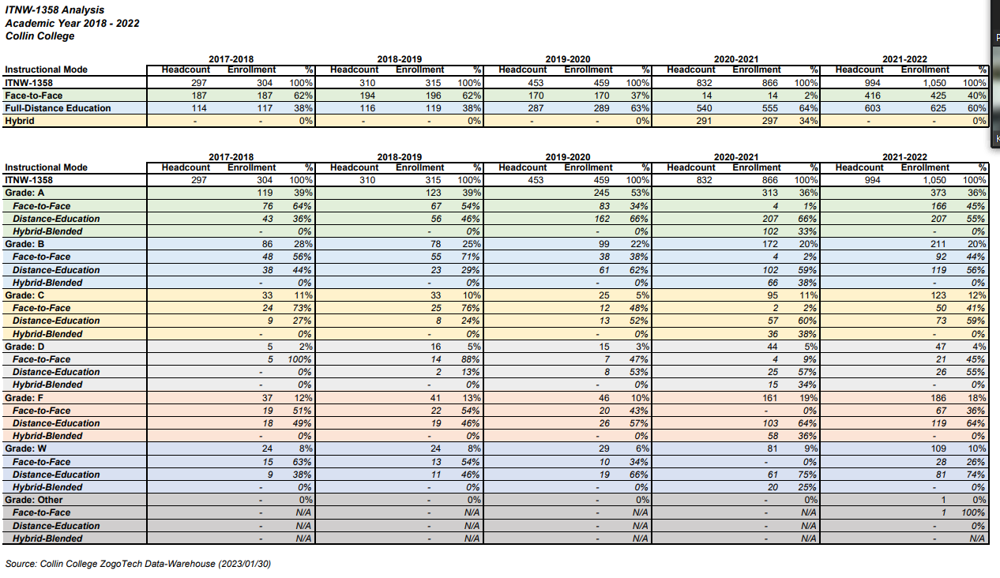 ITNW-1358 Analysis
Academic Year 2018 - 2022
Collin College
2017-2018 2018-2019 2019-2020 2020-2021 2021-2022
Instructional Mode Headcount Enrollment % Headcount Enrollment % Headcount Enrollment % Headcount Enrollment % Headcount Enrollment %
ITNW-1358 297 304 100% 310 315 100% 453 459 100% 832 866 100% 994 1,050 100%
Face-to-Face 187 187 62% 194 196 62% 170 170 37% 14 14 2% 416 425 40%
Full-Distance Education 114 117 38% 116 119 38% 287 289 63% 540 555 64% 603 625 60%
Hybrid - - 0% - - 0% - - 0% 291 297 34% - - 0%
2017-2018 2018-2019 2019-2020 2020-2021 2021-2022
Instructional Mode Headcount Enrollment % Headcount Enrollment % Headcount Enrollment % Headcount Enrollment % Headcount Enrollment %
ITNW-1358 297 304 100% 310 315 100% 453 459 100% 832 866 100% 994 1,050 100%
Grade: A 119 39% 123 39% 245 53% 313 36% 373 36%
Face-to-Face 76 64% 67 54% 83 34% 4 1% 166 45%
Distance-Education 43 36% 56 46% 162 66% 207 66% 207 55%
Hybrid-Blended - 0% - 0% - 0% 102 33% - 0%
Grade: B 86 28% 78 25% 99 22% 172 20% 211 20%
Face-to-Face 48 56% 55 71% 38 38% 4 2% 92 44%
Distance-Education 38 44% 23 29% 61 62% 102 59% 119 56%
Hybrid-Blended - 0% - 0% - 0% 66 38% - 0%
Grade: C 33 11% 33 10% 25 5% 95 11% 123 12%
Face-to-Face 24 73% 25 76% 12 48% 2 2% 50 41%
Distance-Education 9 27% 8 24% 13 52% 57 60% 73 59%
Hybrid-Blended - 0% - 0% - 0% 36 38% - 0%
Grade: D 5 2% 16 5% 15 3% 44 5% 47 4%
Face-to-Face 5 100% 14 88% 7 47% 4 9% 21 45%
Distance-Education - 0% 2 13% 8 53% 25 57% 26 55%
Hybrid-Blended - 0% - 0% - 0% 15 34% - 0%
Grade: F 37 12% 41 13% 46 10% 161 19% 186 18%
Face-to-Face 19 51% 22 54% 20 43% - 0% 67 36%
Distance-Education 18 49% 19 46% 26 57% 103 64% 119 64%
Hybrid-Blended - 0% - 0% - 0% 58 36% - 0%
Grade: W 24 8% 24 8% 29 6% 81 9% 109 10%
Face-to-Face 15 63% 13 54% 10 34% - 0% 28 26%
Distance-Education 9 38% 11 46% 19 66% 61 75% 81 74%
Hybrid-Blended - 0% - 0% - 0% 20 25% - 0%
Grade: Other - 0% - 0% - 0% - 0% 1 0%
Face-to-Face - N/A - N/A - N/A - N/A 1 100%
Distance-Education - N/A - N/A - N/A - N/A - 0%
Hybrid-Blended - N/A - N/A - N/A - N/A - N/A
Source: Collin College ZogoTech Data-Warehouse (2023/01/30)